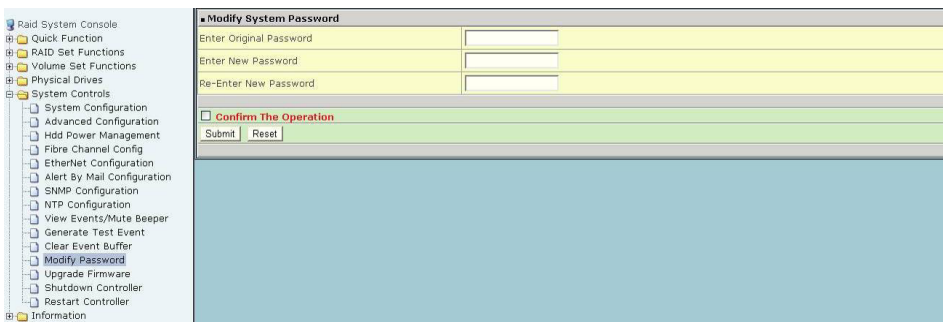 Raid System Console
Quick Function
RAID Set Functions
Volume Set Functions
Physical Drives
System Controls
System Configuration
Advanced Configuration
Hdd Power Management
Fibre Channel Config
EtherNet Configuration
Alert By Mail Configuration
SNMP Configuration
NTP Configuration
View Events/Mute Beeper
Generate Test Event
Clear Event Buffer
Modify Password
Upgrade Firmware
Shutdown Controller
Restart Controller
Information
Modify System Password
Enter Original Password
Enter New Password
Re-Enter New Password
Confirm The Operation
Submit Reset